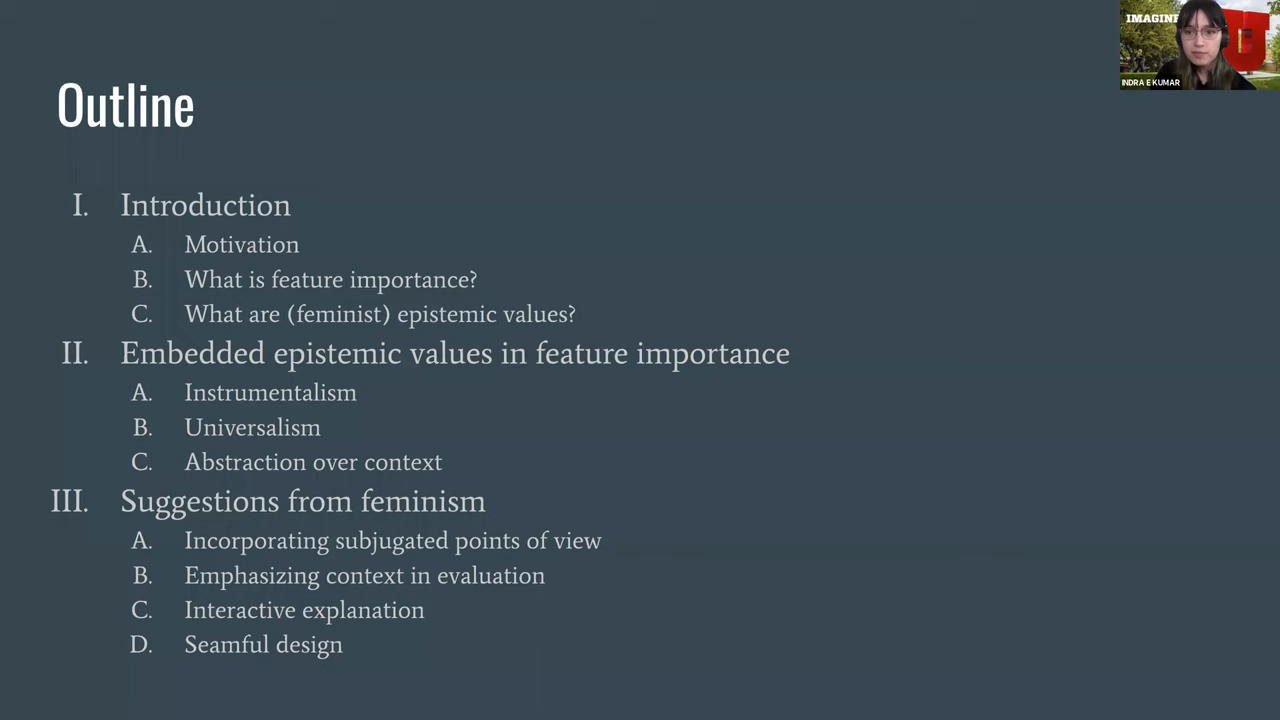 IMAGINE
INDRA E KUMAR
Outline
I. Introduction
A. Motivation
B. What is feature importance?
C. What are (feminist) epistemic values?
II. Embedded epistemic values in feature importance
A. Instrumentalism
B. Universalism
C. Abstraction over context
III. Suggestions from feminism
A. Incorporating subjugated points of view
B. Emphasizing context in evaluation
C. Interactive explanation
D. Seamful design